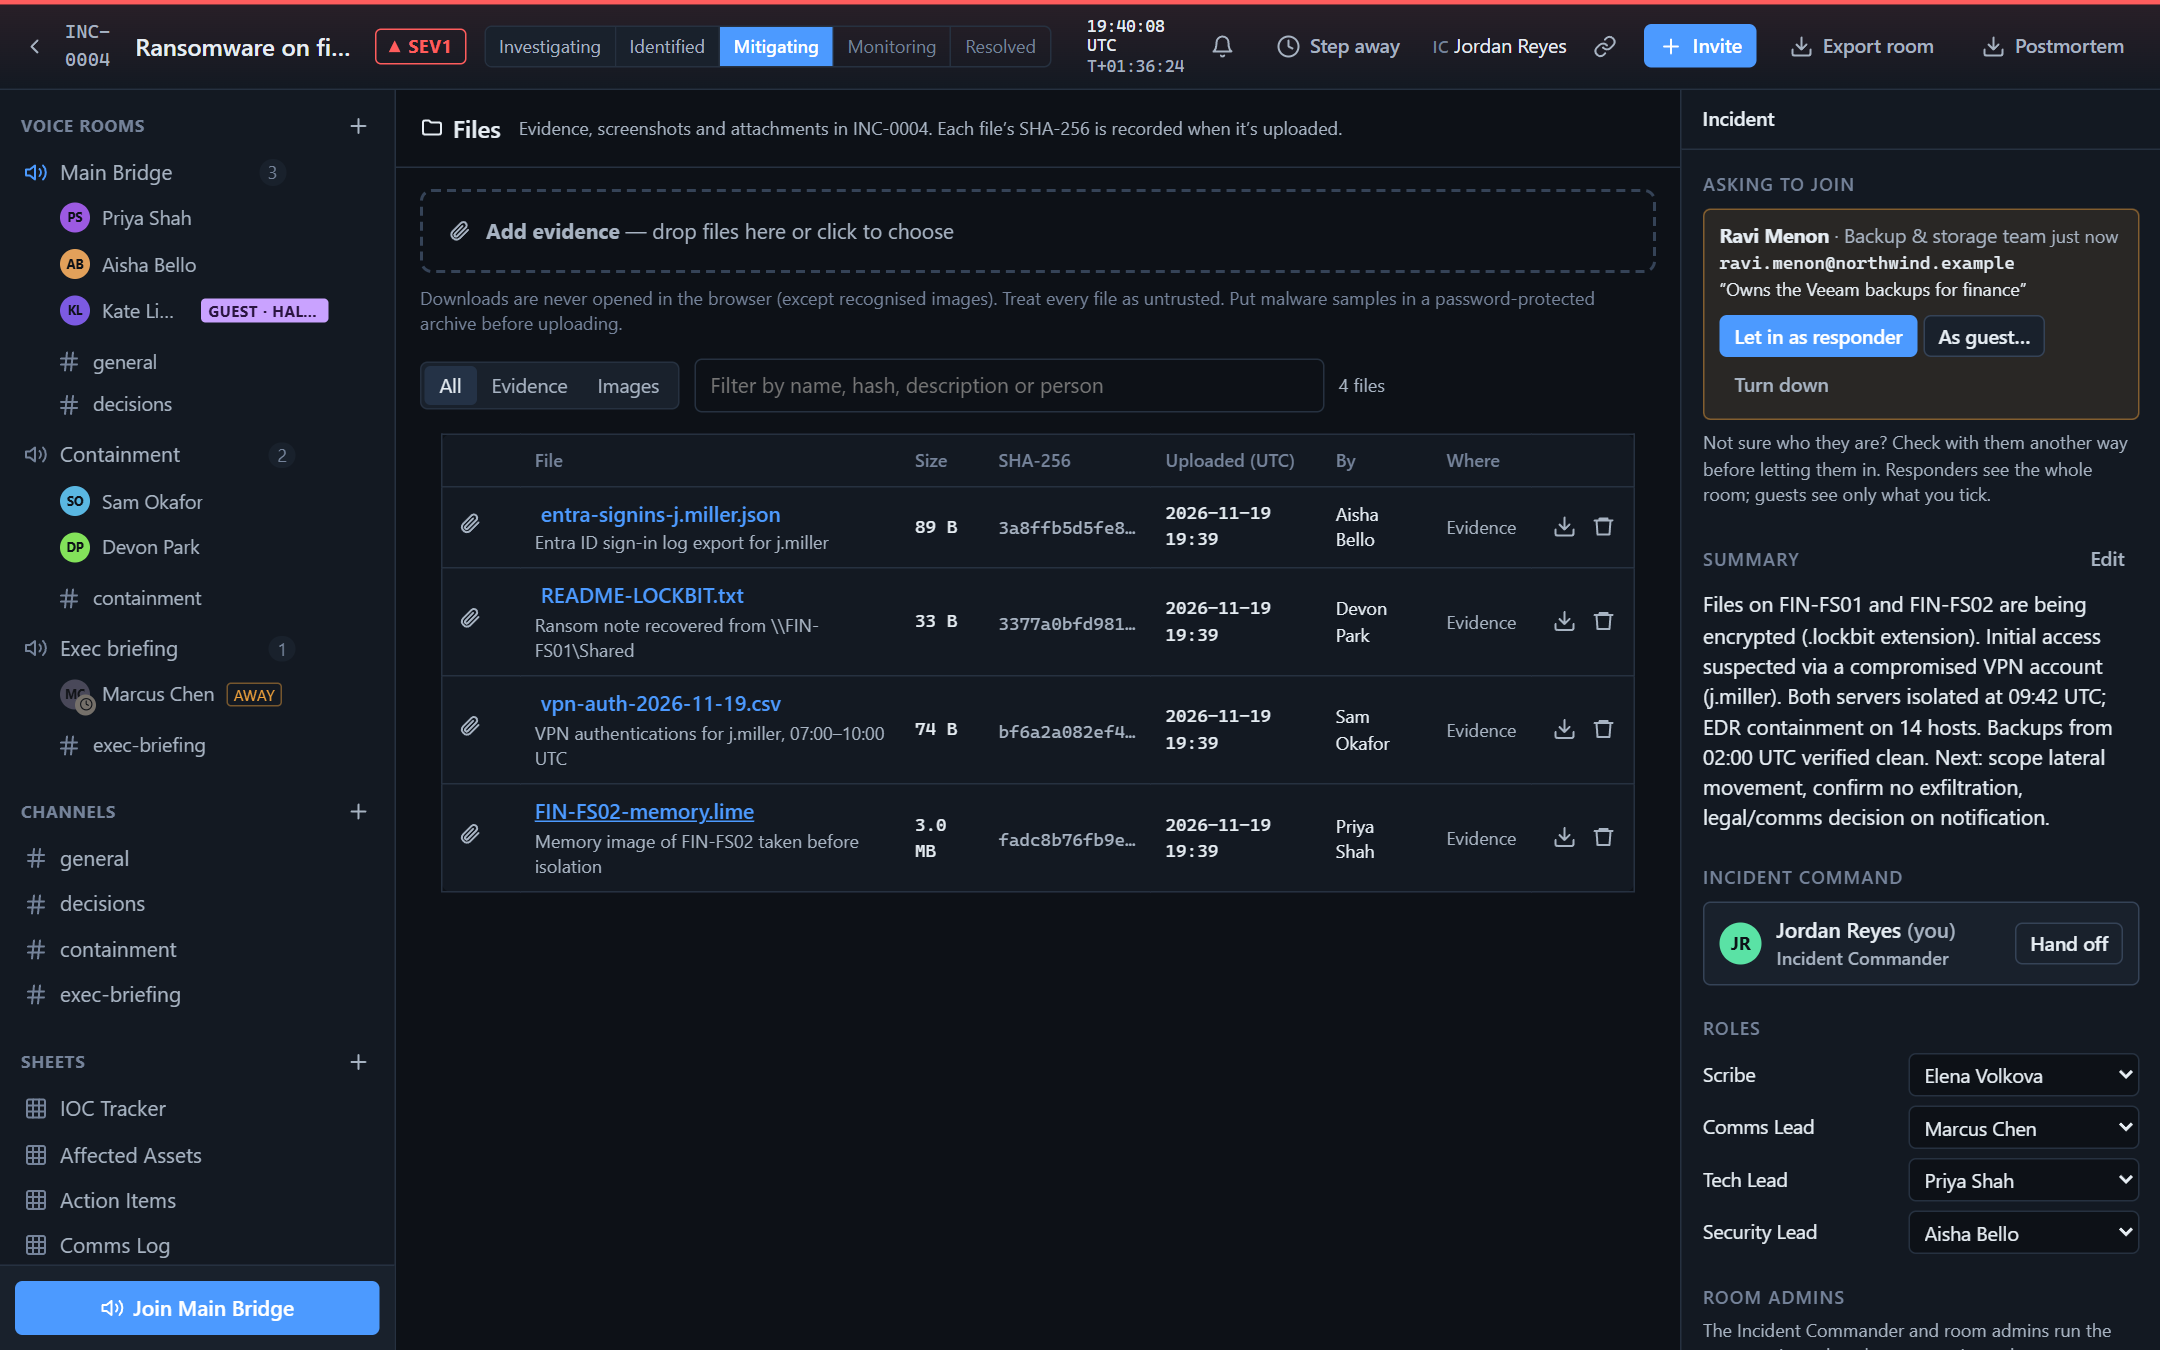 INC-
0004
Ransomware on fi...
SEV1
Investigating
Identified
Mitigating
Monitoring
Resolved
19:40:08
UTC
T+01:36:24
Step away
IC Jordan Reyes
Invite
Export room
Postmortem
VOICE ROOMS
Main Bridge 3
PS Priya Shah
AB Aisha Bello
KL Kate Li... GUEST · HAL...
# general
# decisions
Containment 2
SO Sam Okafor
DP Devon Park
# containment
Exec briefing 1
MC Marcus Chen AWAY
# exec-briefing
CHANNELS
# general
# decisions
# containment
# exec-briefing
SHEETS
IOC Tracker
Affected Assets
Action Items
Comms Log
Join Main Bridge
Files Evidence, screenshots and attachments in INC-0004. Each file’s SHA-256 is recorded when it’s uploaded.
Add evidence — drop files here or click to choose
Downloads are never opened in the browser (except recognised images). Treat every file as untrusted. Put malware samples in a password-protected
archive before uploading.
All Evidence Images
Filter by name, hash, description or person
4 files
File Size SHA-256 Uploaded (UTC) By Where
entra-signins-j.miller.json
Entra ID sign-in log export for j.miller
89 B
3a8ffb5d5fe8…
2026-11-19
19:39
Aisha
Bello
Evidence
README-LOCKBIT.txt
Ransom note recovered from \\FIN-
FS01\Shared
33 B
3377a0bfd981…
2026-11-19
19:39
Devon
Park
Evidence
vpn-auth-2026-11-19.csv
VPN authentications for j.miller, 07:00–10:00
UTC
74 B
bf6a2a082ef4…
2026-11-19
19:39
Sam
Okafor
Evidence
FIN-FS02-memory.lime
Memory image of FIN-FS02 taken before
isolation
3.0
MB
fadc8b76fb9e…
2026-11-19
19:39
Priya
Shah
Evidence
Incident
ASKING TO JOIN
Ravi Menon · Backup & storage team just now
ravi.menon@northwind.example
“Owns the Veeam backups for finance”
Let in as responder
As guest...
Turn down
Not sure who they are? Check with them another way
before letting them in. Responders see the whole
room; guests see only what you tick.
SUMMARY
Edit
Files on FIN-FS01 and FIN-FS02 are being
encrypted (.lockbit extension). Initial access
suspected via a compromised VPN account
(j.miller). Both servers isolated at 09:42 UTC;
EDR containment on 14 hosts. Backups from
02:00 UTC verified clean. Next: scope lateral
movement, confirm no exfiltration,
legal/comms decision on notification.
INCIDENT COMMAND
JR
Jordan Reyes (you)
Incident Commander
Hand off
ROLES
Scribe Elena Volkova
Comms Lead Marcus Chen
Tech Lead Priya Shah
Security Lead Aisha Bello
ROOM ADMINS
The Incident Commander and room admins run the